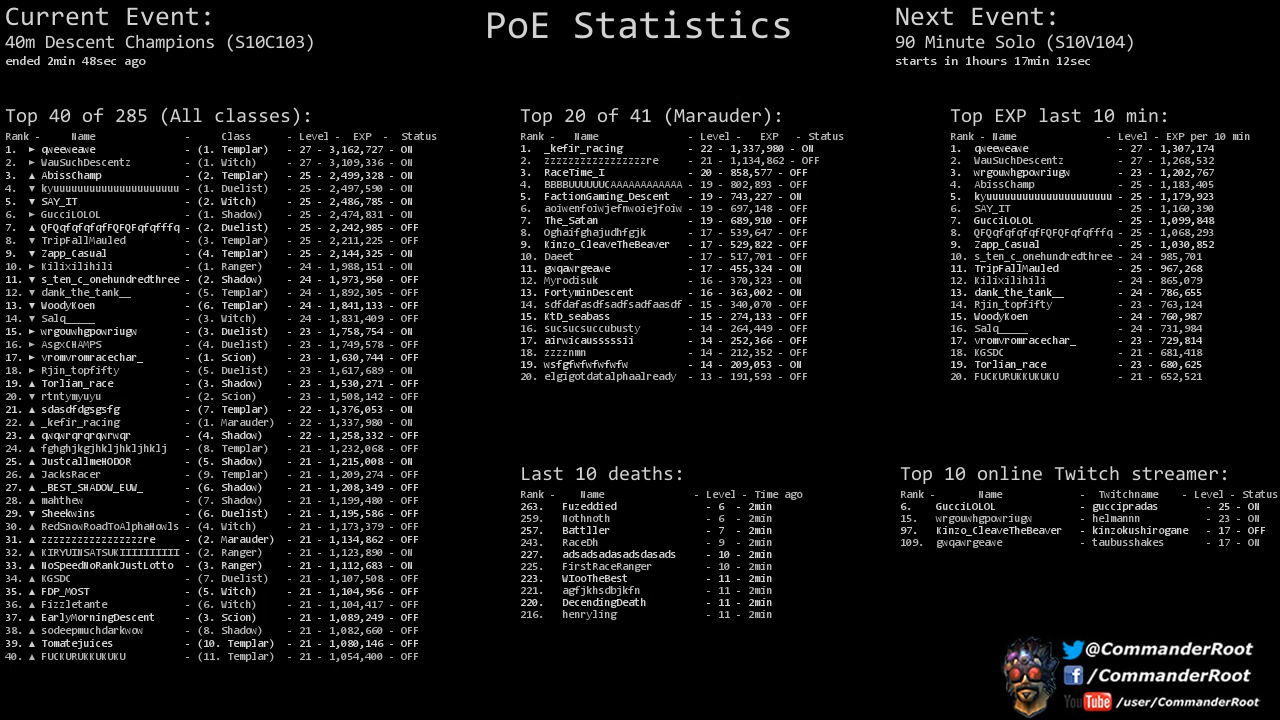 Current Event:
40m Descent Champions (S10C103)
ended 2min 48sec ago
PoE Statistics
Next Event:
90 Minute Solo (S10V104)
starts in 1hours 17min 12sec
Top 40 of 285 (All classes):
Rank - Name - Class - Level - EXP - Status
1. ► qweeweawe - (1. Templar) - 27 - 3,162,727 - ON
2. ► WauSuchDescentz - (1. Witch) - 27 - 3,109,336 - ON
3. ▲ AbissChamp - (2. Templar) - 25 - 2,499,328 - ON
4. ▼ kyuuuuuuuuuuuuuuuuuuuuu - (1. Duelist) - 25 - 2,497,590 - ON
5. ▼ SAY_IT - (2. Witch) - 25 - 2,486,785 - ON
6. ► GucciLOLOL - (1. Shadow) - 25 - 2,474,831 - ON
7. ▲ QFQqfqfqfqfFQFQFqfqfffq - (2. Duelist) - 25 - 2,242,985 - OFF
8. ▼ TripFallMauled - (3. Templar) - 25 - 2,211,225 - OFF
9. ▼ Zapp_Casual - (4. Templar) - 25 - 2,144,325 - ON
10. ► Kilixilihili - (1. Ranger) - 24 - 1,988,151 - ON
11. ▼ s_ten_c_onehundredthree - (2. Shadow) - 24 - 1,973,950 - OFF
12. ▼ dank_the_tank__ - (5. Templar) - 24 - 1,892,305 - OFF
13. ▼ WoodyKoen - (6. Templar) - 24 - 1,841,133 - OFF
14. ▼ Salq_____ - (3. Witch) - 24 - 1,831,409 - OFF
15. ► wrgouwhgpowriugw - (3. Duelist) - 23 - 1,758,754 - ON
16. ► AsgxCHAMPS - (4. Duelist) - 23 - 1,749,578 - OFF
17. ► vromvromracechar_ - (1. Scion) - 23 - 1,630,744 - OFF
18. ► Rjin_topfifty - (5. Duelist) - 23 - 1,617,689 - ON
19. ▲ Torlian_race - (3. Shadow) - 23 - 1,530,271 - OFF
20. ▼ rtntymyuyu - (2. Scion) - 23 - 1,508,142 - OFF
21. ▲ sdasdfdgsgsfg - (7. Templar) - 22 - 1,376,053 - ON
22. ▲ _kefir_racing - (1. Marauder) - 22 - 1,337,980 - ON
23. ▲ qwqwrqrqrqwrwqr - (4. Shadow) - 22 - 1,258,332 - OFF
24. ▲ fghghjkgjhkljhkljhklj - (8. Templar) - 21 - 1,232,068 - OFF
25. ▲ JustcallmeHODOR - (5. Shadow) - 21 - 1,215,008 - ON
26. ▲ JacksRacer - (9. Templar) - 21 - 1,209,274 - OFF
27. ▲ _BEST_SHADOW_EUW_ - (6. Shadow) - 21 - 1,208,349 - OFF
28. ▲ mahthew - (7. Shadow) - 21 - 1,199,480 - OFF
29. ▼ Sheekwins - (6. Duelist) - 21 - 1,195,586 - OFF
30. ▲ RedSnowRoadToAlphaHowls - (4. Witch) - 21 - 1,173,379 - OFF
31. ▲ zzzzzzzzzzzzzzzzzre - (2. Marauder) - 21 - 1,134,862 - OFF
32. ▲ KIRYUINSATSUKIIIIIIIIII - (2. Ranger) - 21 - 1,123,890 - ON
33. ▲ NoSpeedNoRankJustLotto - (3. Ranger) - 21 - 1,112,683 - ON
34. ▲ KGSDC - (7. Duelist) - 21 - 1,107,508 - OFF
35. ▲ FDP_MOST - (5. Witch) - 21 - 1,104,956 - OFF
36. ▲ Fizzletante - (6. Witch) - 21 - 1,104,417 - OFF
37. ▲ EarlyMorningDescent - (3. Scion) - 21 - 1,089,249 - OFF
38. ▲ sodeepmuchdarkwow - (8. Shadow) - 21 - 1,082,660 - OFF
39. ▲ Tomatejuices - (10. Templar) - 21 - 1,080,146 - OFF
40. ▲ FUCKURUKKUKUKU - (11. Templar) - 21 - 1,054,400 - OFF
Top 20 of 41 (Marauder):
Rank - Name - Level - EXP - Status
1. _kefir_racing - 22 - 1,337,980 - ON
2. zzzzzzzzzzzzzzzzzre - 21 - 1,134,862 - OFF
3. RaceTime_I - 20 - 858,577 - OFF
4. BBBBUUUUUUCAAAAAAAAAAAA - 19 - 802,893 - OFF
5. FactionGaming_Descent - 19 - 743,227 - ON
6. aoiwenfoiwjefnwoiejfoiw - 19 - 697,148 - OFF
7. The_Satan - 19 - 689,910 - OFF
8. Oghaifghajudhfgjk - 17 - 539,647 - OFF
9. Kinzo_CleaveTheBeaver - 17 - 529,822 - OFF
10. Daeet - 17 - 517,701 - OFF
11. gwqawrgeawe - 17 - 455,324 - ON
12. Myrodisuk - 16 - 370,323 - ON
13. FortyminDescent - 16 - 363,002 - ON
14. sdfdafasdfsadfsadfaasdf - 15 - 340,070 - OFF
15. KtD_seabass - 15 - 274,133 - OFF
16. sucsucsuccubusty - 14 - 264,449 - OFF
17. airwicausssssii - 14 - 252,366 - OFF
18. zzzznmn - 14 - 212,352 - OFF
19. wsfgfwfwfwfwfw - 14 - 209,053 - ON
20. elgigotdatalphaalready - 13 - 191,593 - OFF
Top EXP last 10 min:
Rank - Name - Level - EXP per 10 min
1. qweeweawe - 27 - 1,307,174
2. WauSuchDescentz - 27 - 1,268,532
3. wrgouwhgpowriugw - 23 - 1,202,767
4. AbissChamp - 25 - 1,183,405
5. kyuuuuuuuuuuuuuuuuuuuuu - 25 - 1,179,923
6. SAY_IT - 25 - 1,160,390
7. GucciLOLOL - 25 - 1,099,848
8. QFQqfqfqfqfFQFQFqfqfffq - 25 - 1,068,293
9. Zapp_Casual - 25 - 1,030,852
10. s_ten_c_onehundredthree - 24 - 985,701
11. TripFallMauled - 25 - 967,268
12. Kilixilihili - 24 - 865,079
13. dank_the_tank__ - 24 - 786,655
14. Rjin_topfifty - 23 - 763,124
15. WoodyKoen - 24 - 760,987
16. Salq_____ - 24 - 731,984
17. vromvromracechar_ - 23 - 729,814
18. KGSDC - 21 - 681,418
19. Torlian_race - 23 - 680,625
20. FUCKURUKKUKUKU - 21 - 652,521
Last 10 deaths:
Rank - Name - Level - Time ago
263. Fuzeddied - 6 - 2min
259. Nothnoth - 6 - 2min
257. Batller - 7 - 2min
243. RaceDh - 9 - 2min
227. adsadsadasadsdasads - 10 - 2min
225. FirstRaceRanger - 10 - 2min
223. WIooTheBest - 11 - 2min
221. agfjkhsdbjkfn - 11 - 2min
220. DecendingDeath - 11 - 2min
216. henryling - 11 - 2min
Top 10 online Twitch streamer:
Rank - Name - Twitchname - Level - Status
6. GucciLOLOL - guccipradas - 25 - ON
15. wrgouwhgpowriugw - helmannn - 23 - ON
97. Kinzo_CleaveTheBeaver - kinzokushirogane - 17 - OFF
109. gwqawrgeawe - taubusshakes - 17 - ON
@CommanderRoot
f /CommanderRoot
YouTube /user/CommanderRoot